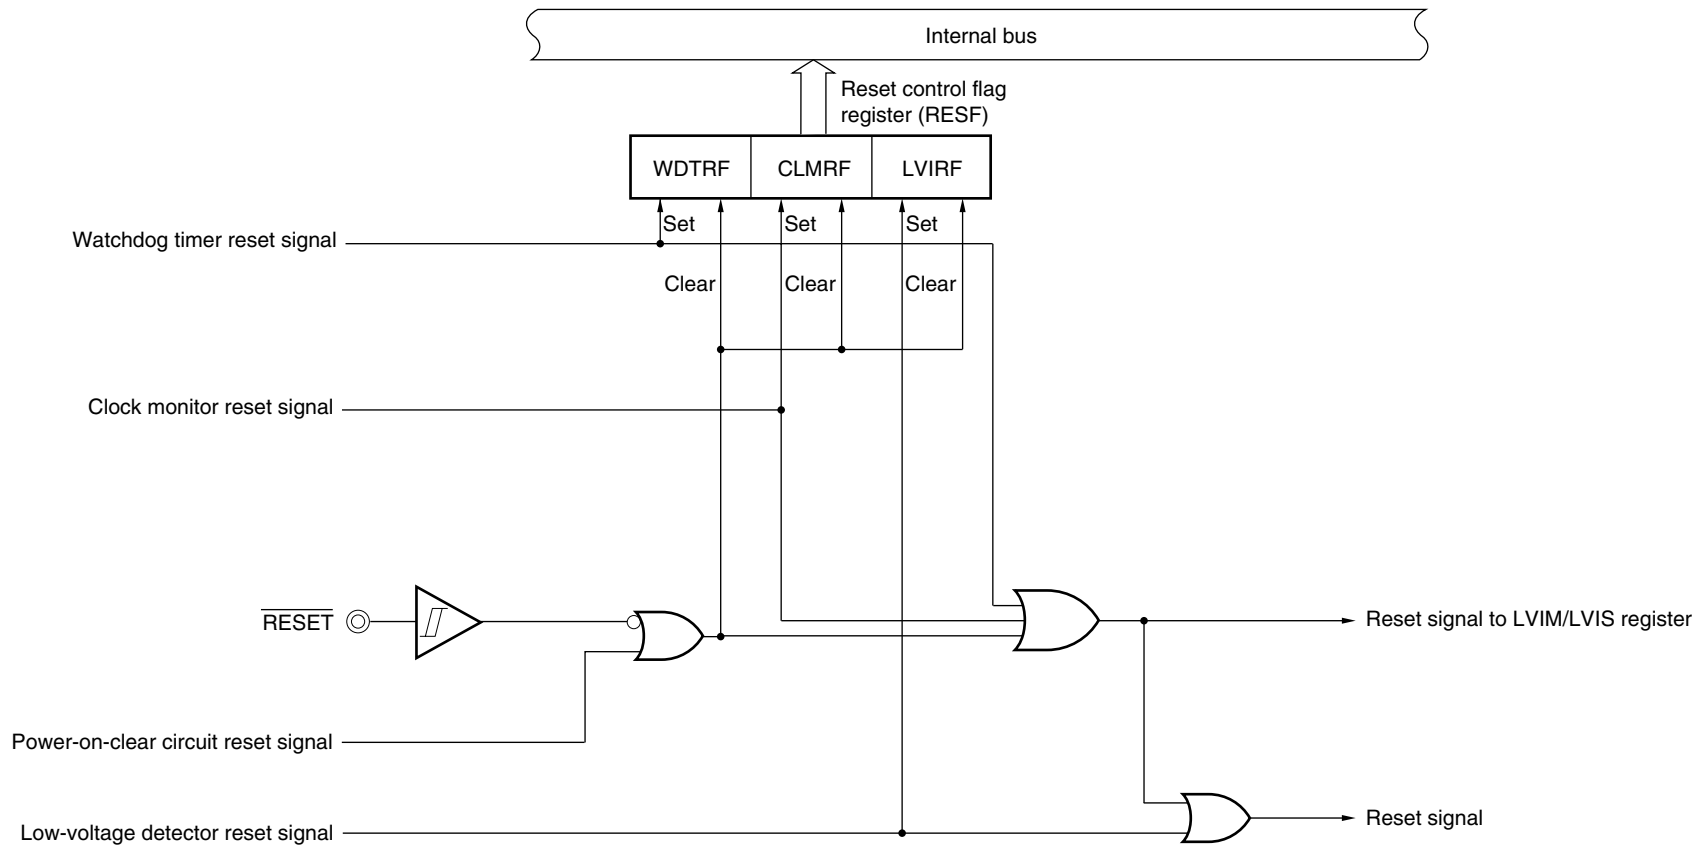 Internal bus
Reset control flag
register (RESF)
WDTRF CLMRF LVIRF
Set Set Set
Watchdog timer reset signal
Clear Clear Clear
Clock monitor reset signal
RESET
Reset signal to LVIM/LVIS register
Power-on-clear circuit reset signal
Low-voltage detector reset signal
Reset signal